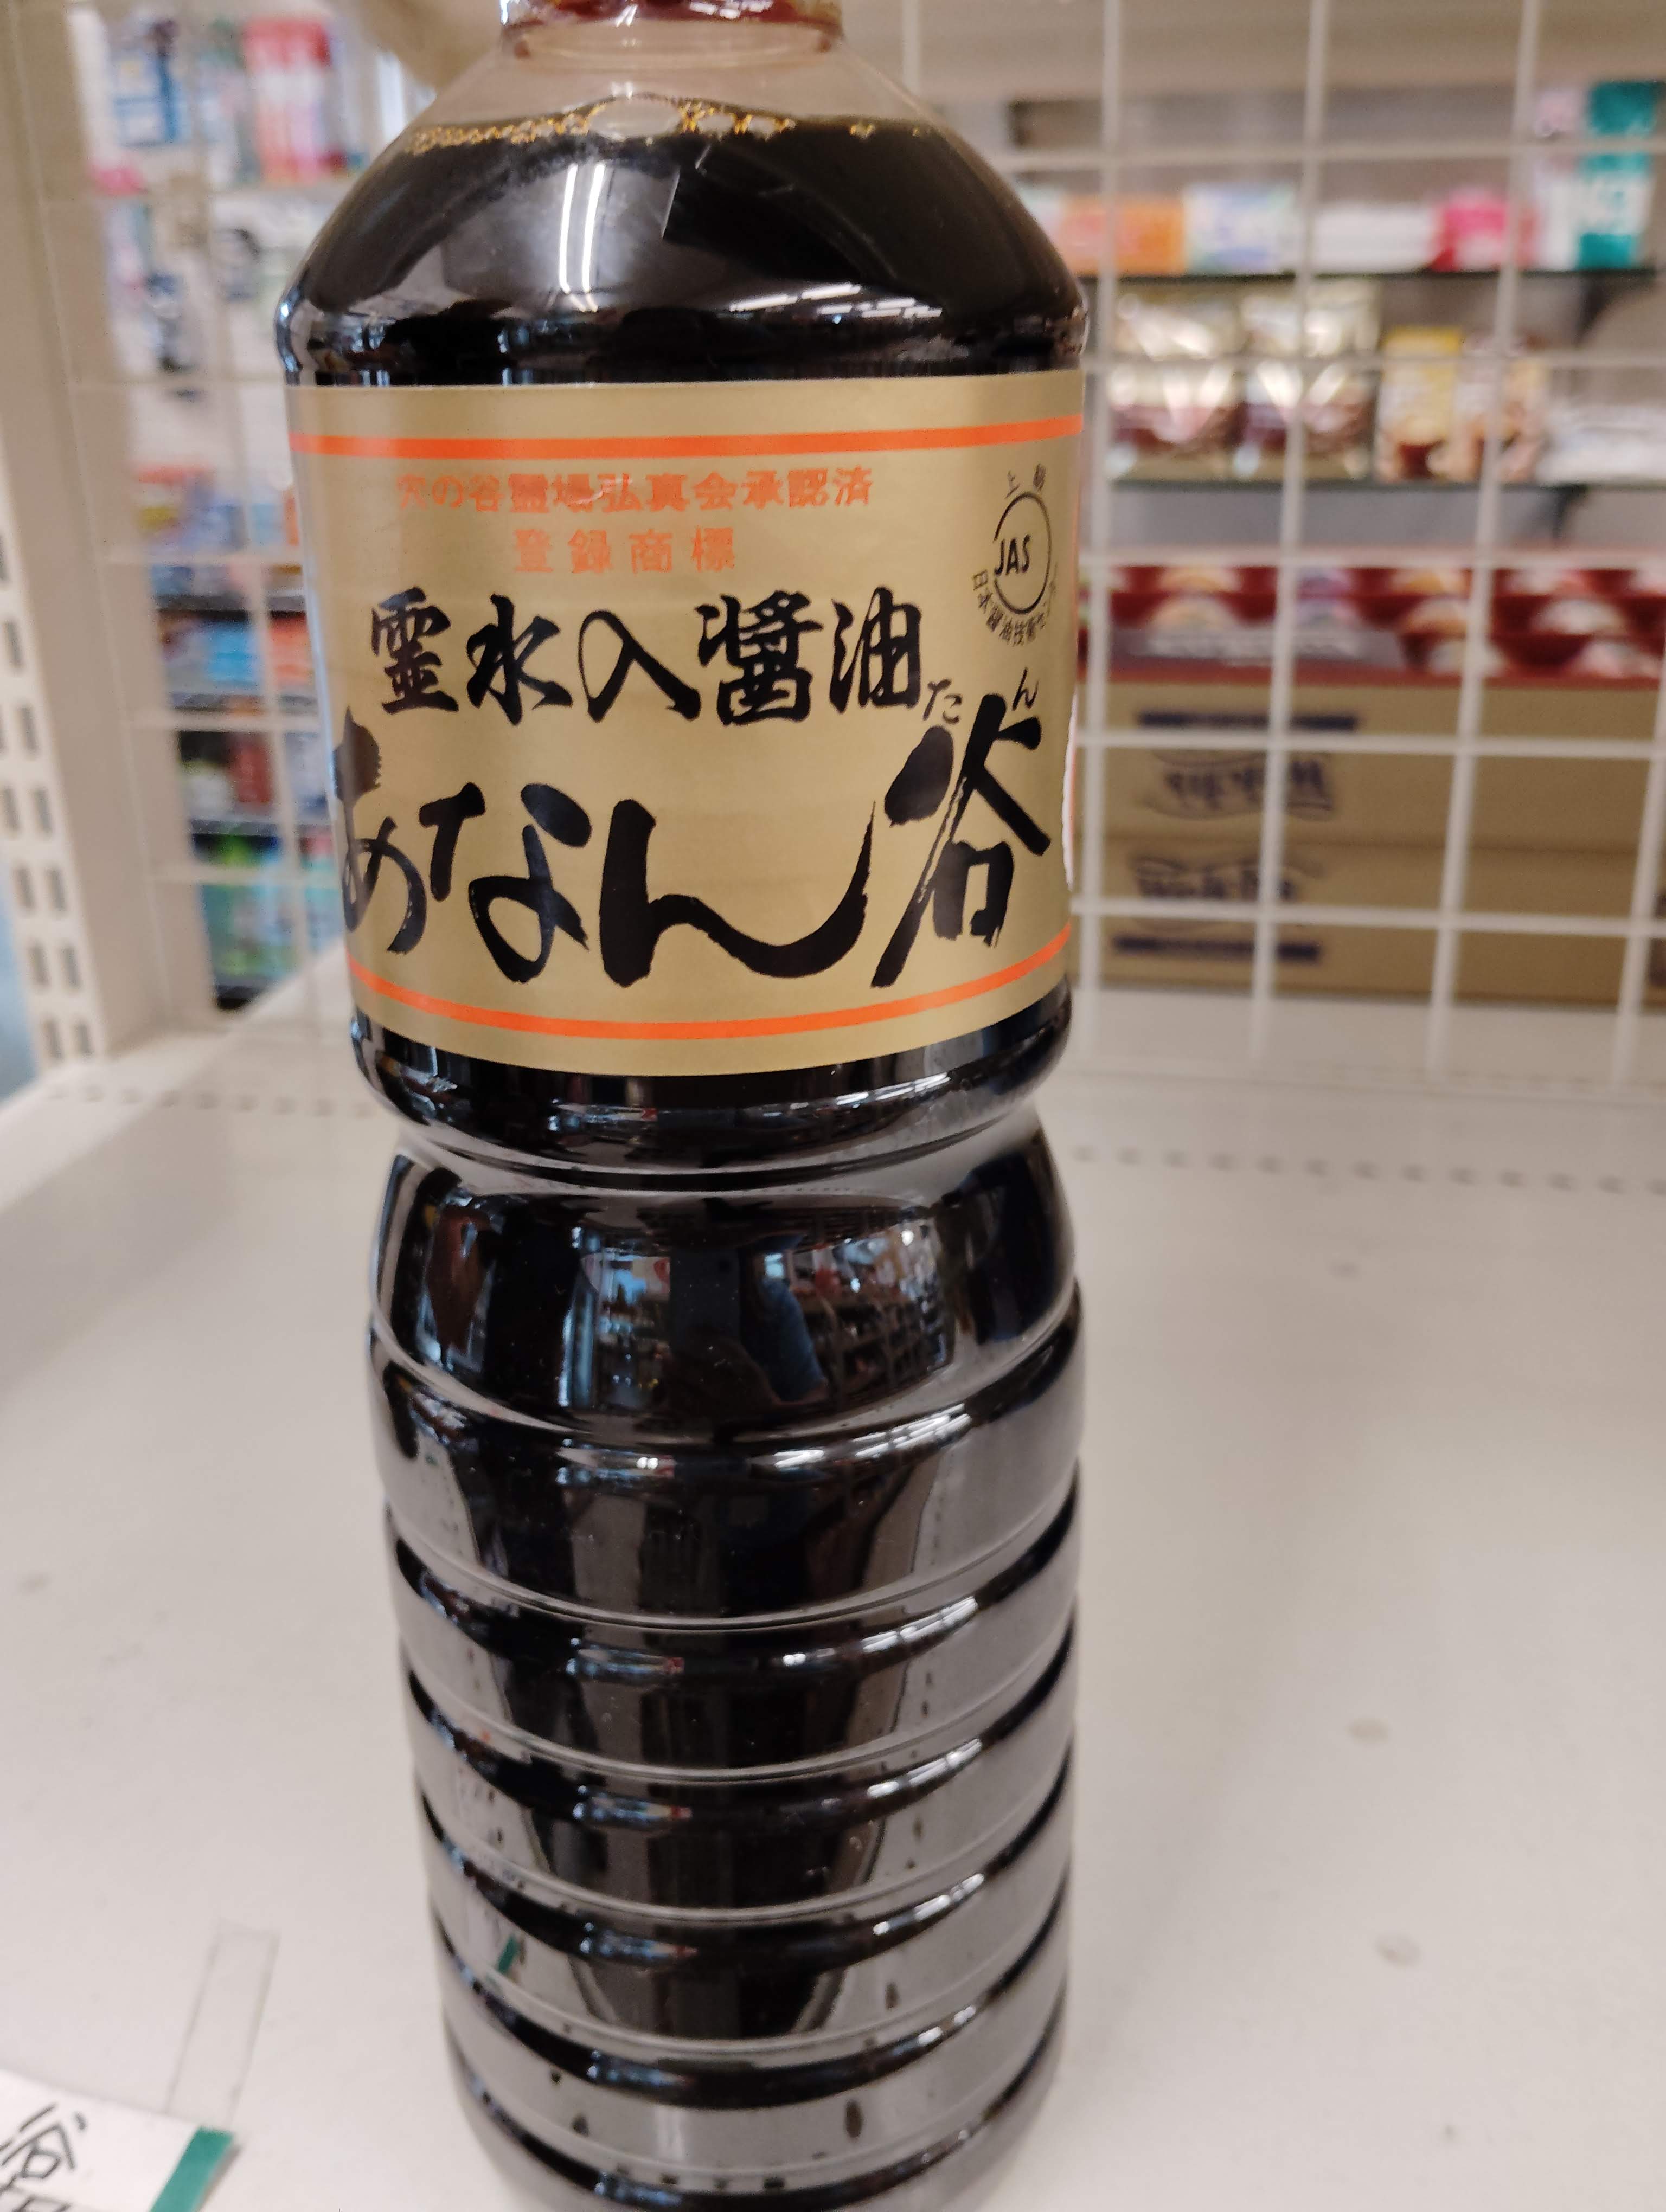 穴の谷霊場弘真会承認済
登録商標
上級
JAS
日本醤油技術センター
霊水入醤油
たん
あなん谷